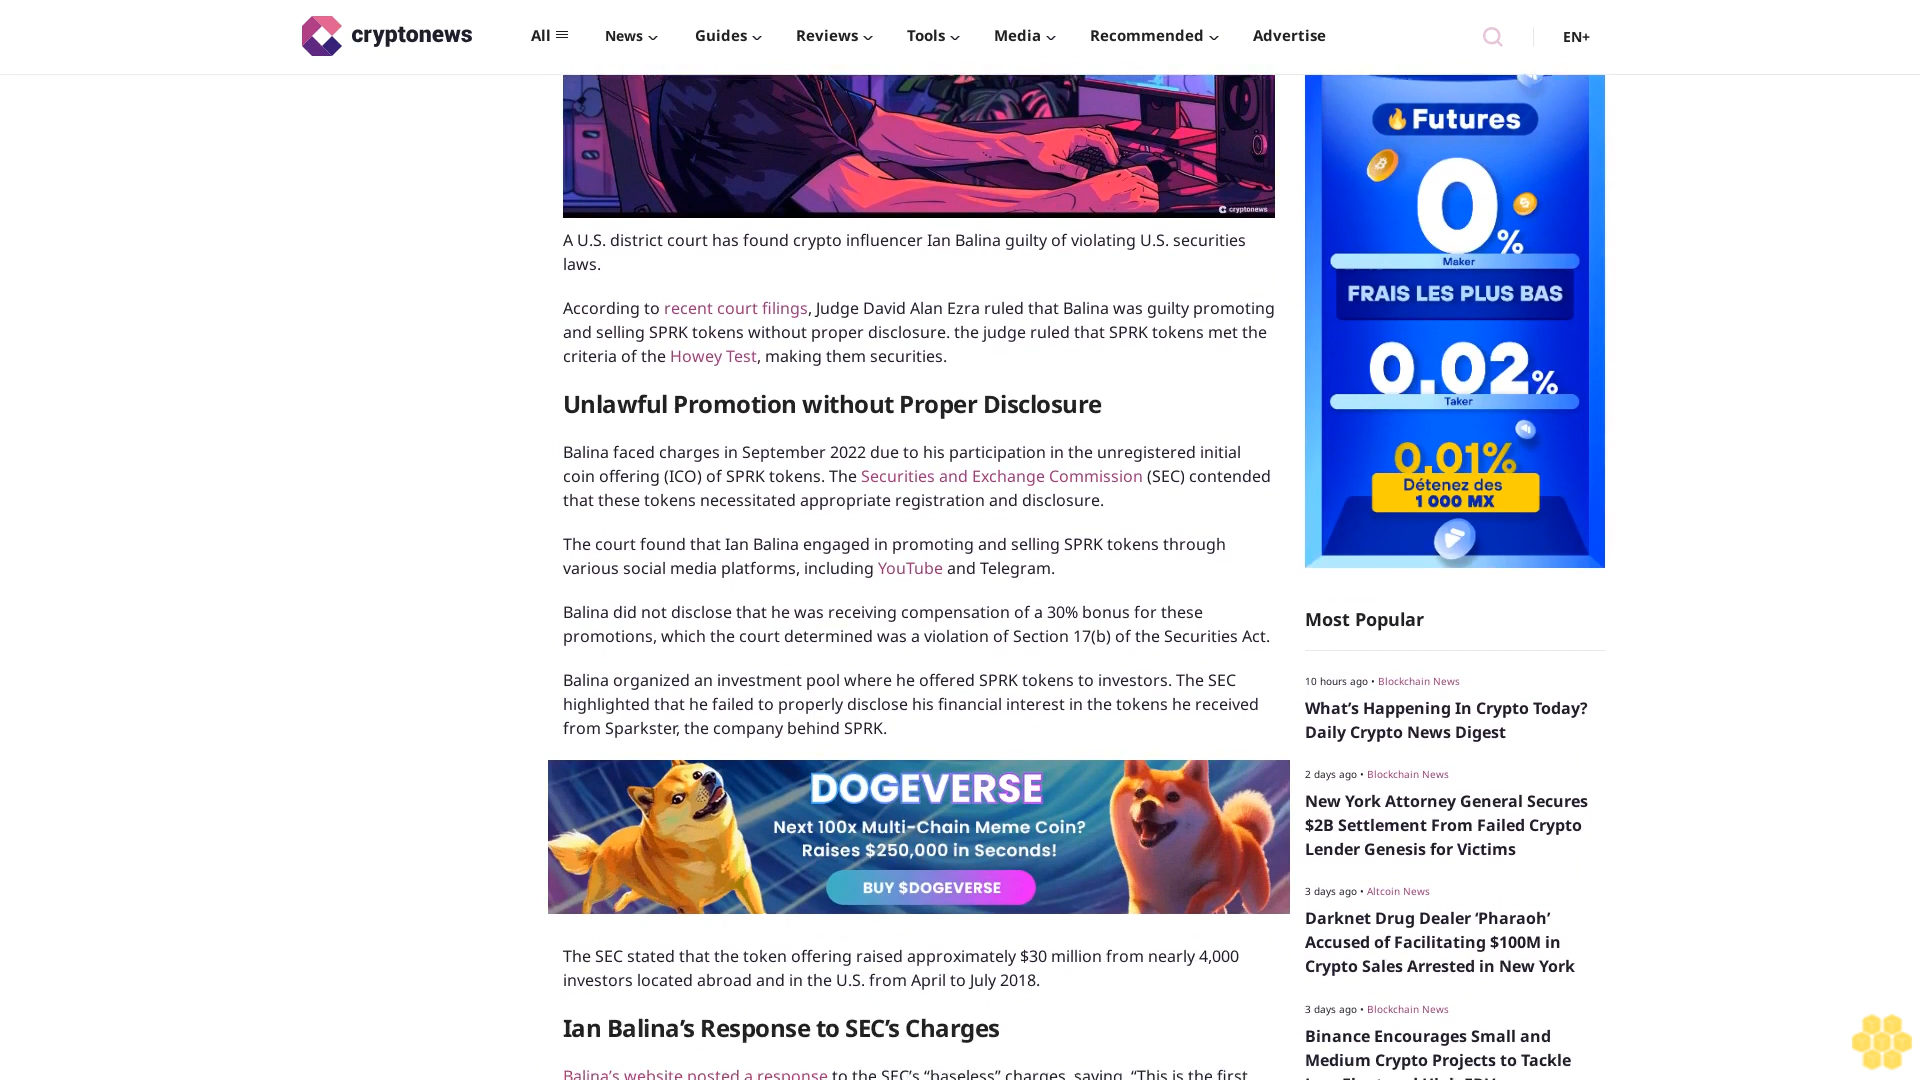 cryptonews
All
News
Guides
Reviews
Tools
Media
Recommended
Advertise
EN+
cryptonews
A U.S. district court has found crypto influencer Ian Balina guilty of violating U.S. securities
laws.
According to recent court filings, Judge David Alan Ezra ruled that Balina was guilty promoting
and selling SPRK tokens without proper disclosure. the judge ruled that SPRK tokens met the
criteria of the Howey Test, making them securities.
Unlawful Promotion without Proper Disclosure
Balina faced charges in September 2022 due to his participation in the unregistered initial
coin offering (ICO) of SPRK tokens. The Securities and Exchange Commission (SEC) contended
that these tokens necessitated appropriate registration and disclosure.
The court found that Ian Balina engaged in promoting and selling SPRK tokens through
various social media platforms, including YouTube and Telegram.
Balina did not disclose that he was receiving compensation of a 30% bonus for these
promotions, which the court determined was a violation of Section 17(b) of the Securities Act.
Balina organized an investment pool where he offered SPRK tokens to investors. The SEC
highlighted that he failed to properly disclose his financial interest in the tokens he received
from Sparkster, the company behind SPRK.
DOGEVERSE
Next 100x Multi-Chain Meme Coin?
Raises $250,000 in Seconds!
BUY $DOGEVERSE
The SEC stated that the token offering raised approximately $30 million from nearly 4,000
investors located abroad and in the U.S. from April to July 2018.
Ian Balina’s Response to SEC’s Charges
Balina’s website posted a response to the SEC’s “baseless” charges, saying, “This is the first
Futures
0%
Maker
FRAIS LES PLUS BAS
0.02%
Taker
0.01%
Détenez des
1 000 MX
Most Popular
10 hours ago • Blockchain News
What’s Happening In Crypto Today?
Daily Crypto News Digest
2 days ago • Blockchain News
New York Attorney General Secures
$2B Settlement From Failed Crypto
Lender Genesis for Victims
3 days ago • Altcoin News
Darknet Drug Dealer ‘Pharaoh’
Accused of Facilitating $100M in
Crypto Sales Arrested in New York
3 days ago • Blockchain News
Binance Encourages Small and
Medium Crypto Projects to Tackle